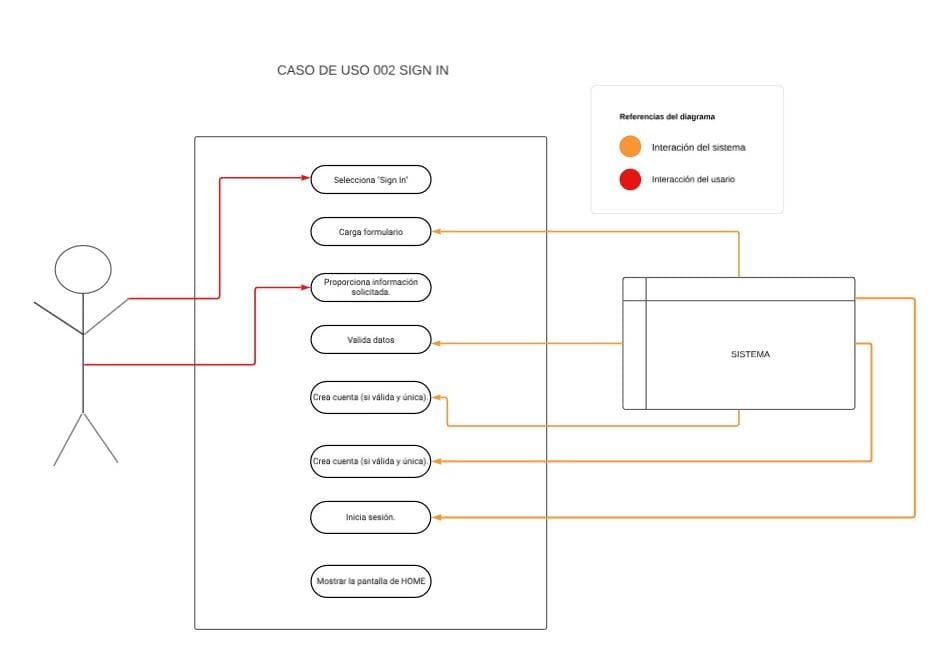 CASO DE USO 002 SIGN IN
Referencias del diagrama
Interación del sistema
Interacción del usario
Selecciona "Sign In"
Carga formulario
Proporciona información
solicitada.
Valida datos
SISTEMA
Crea cuenta (si válida y única).
Crea cuenta (si válida y única).
Inicia sesión.
Mostrar la pantalla de HOME